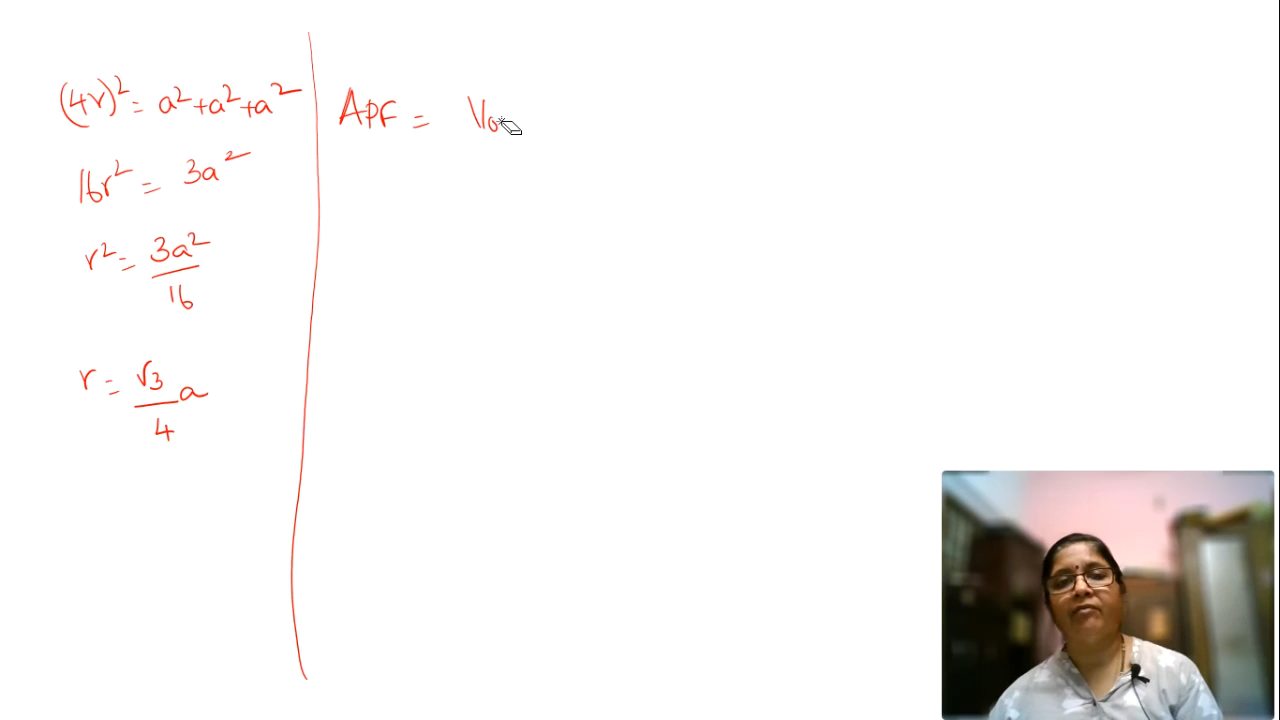 (4r)² = a²+a²+a²
16r² = 3a²
r² = 3a²/16
r = √3/4 a
APF = Vo